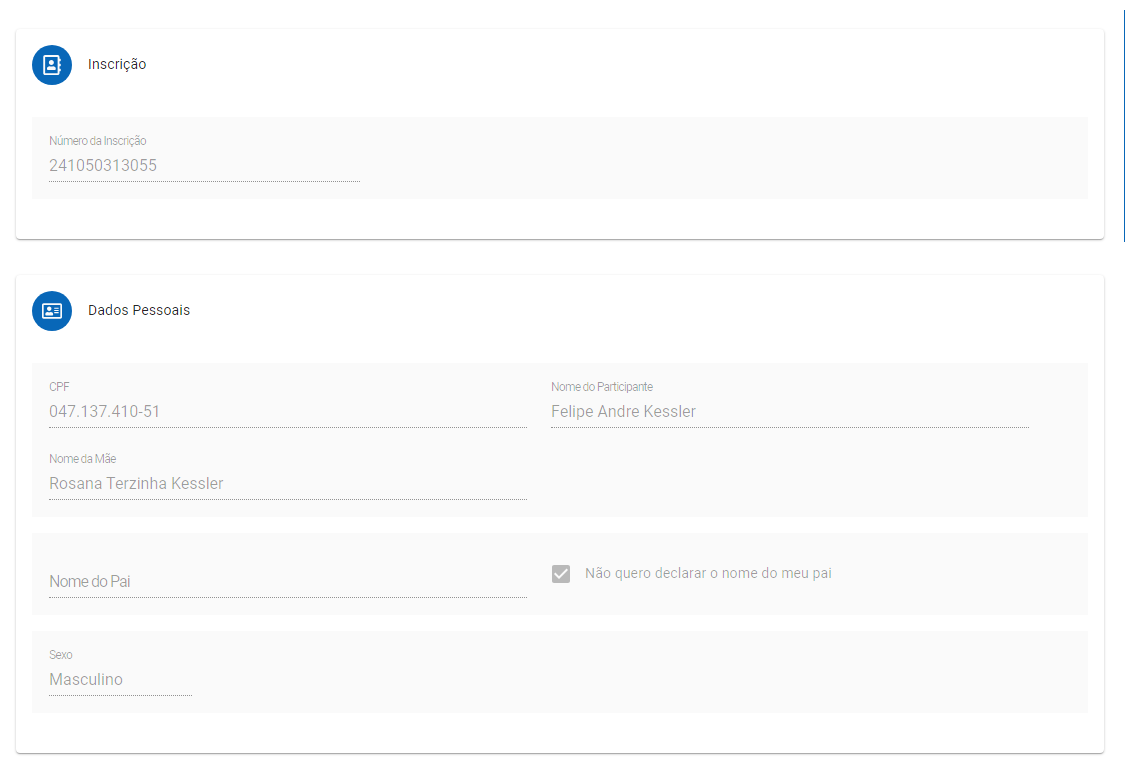 Inscrição
Número da Inscrição
241050313055
Dados Pessoais
CPF
047.137.410-51
Nome do Participante
Felipe Andre Kessler
Nome da Mãe
Rosana Terzinha Kessler
Nome do Pai
Não quero declarar o nome do meu pai
Sexo
Masculino